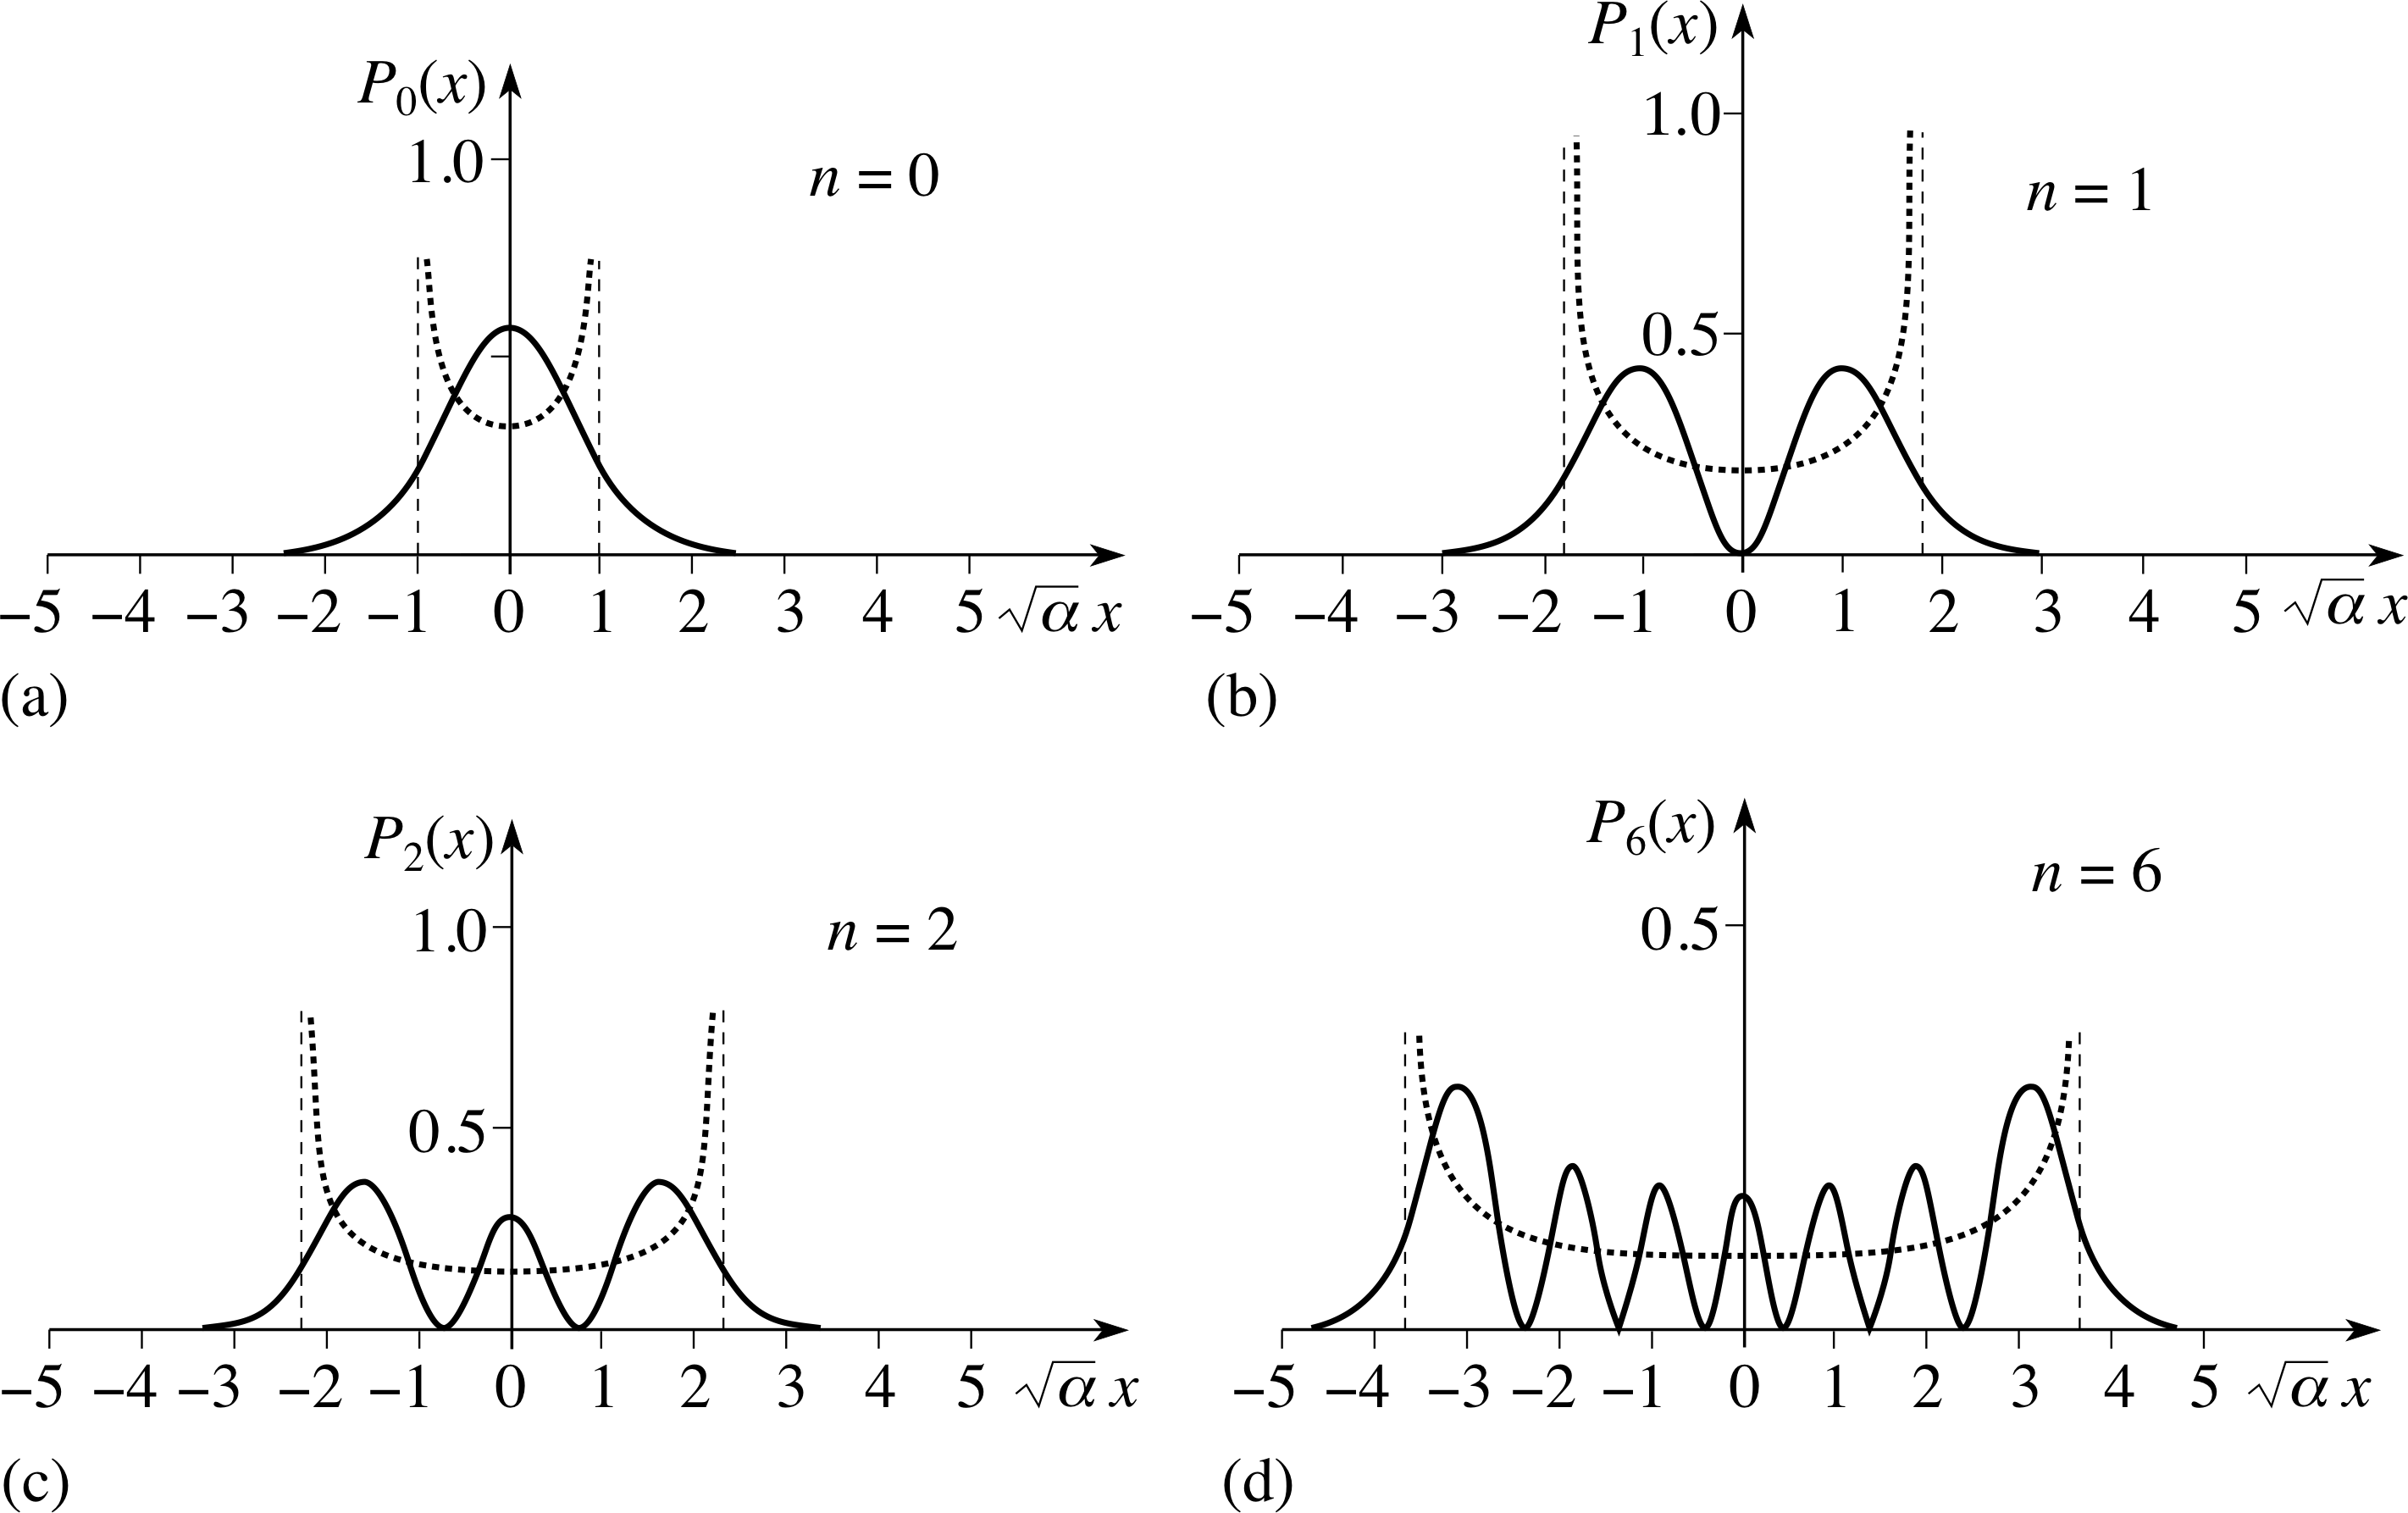 P₀(x)
1.0
n = 0
−5 −4 −3 −2 −1 0 1 2 3 4 5 √α x
(a)
P₁(x)
1.0
n = 1
0.5
−5 −4 −3 −2 −1 0 1 2 3 4 5 √α x
(b)
P₂(x)
1.0
n = 2
0.5
−5 −4 −3 −2 −1 0 1 2 3 4 5 √α x
(c)
P₆(x)
n = 6
0.5
−5 −4 −3 −2 −1 0 1 2 3 4 5 √α x
(d)